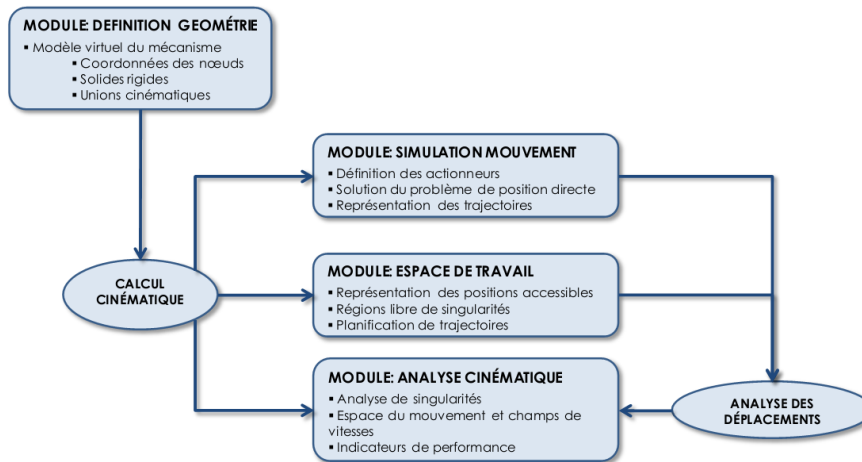 MODULE: DEFINITION GEOMÉTRIE
▪ Modèle virtuel du mécanisme
▪ Coordonnées des nœuds
▪ Solides rigides
▪ Unions cinématiques
MODULE: SIMULATION MOUVEMENT
▪ Définition des actionneurs
▪ Solution du problème de position directe
▪ Représentation des trajectoires
CALCUL
CINÉMATIQUE
MODULE: ESPACE DE TRAVAIL
▪ Représentation des positions accessibles
▪ Régions libre de singularités
▪ Planification de trajectoires
MODULE: ANALYSE CINÉMATIQUE
▪ Analyse de singularités
▪ Espace du mouvement et champs de
vitesses
▪ Indicateurs de performance
ANALYSE DES
DÉPLACEMENTS